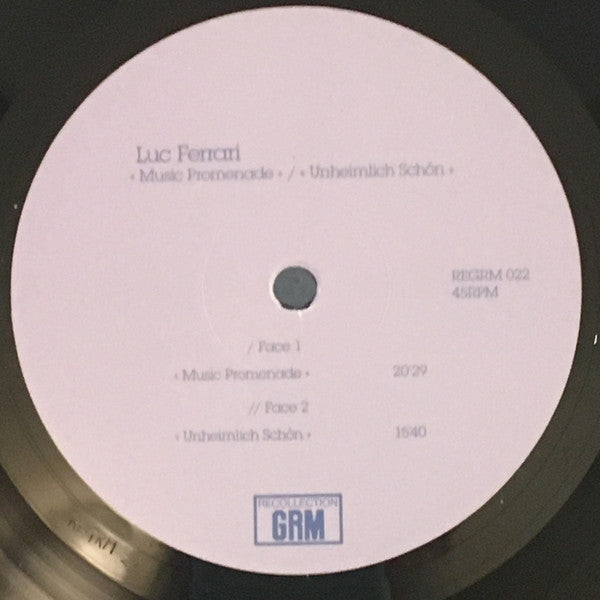 Luc Ferrari
« Music Promenade » / « Unheimlich Schön »
REGRM 022
45RPM
/ Face 1
« Music Promenade » 20'29
// Face 2
« Unheimlich Schön » 15'40
RECOLLECTION
GRM